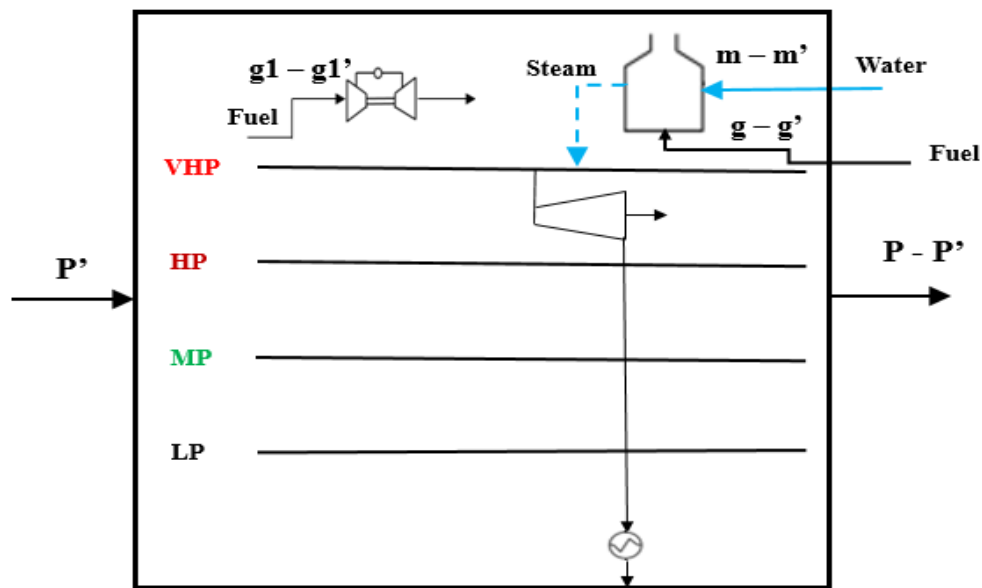 g1 – g1’
Fuel
Steam
m – m’
Water
g – g’
Fuel
VHP
HP
P’
P - P’
MP
LP